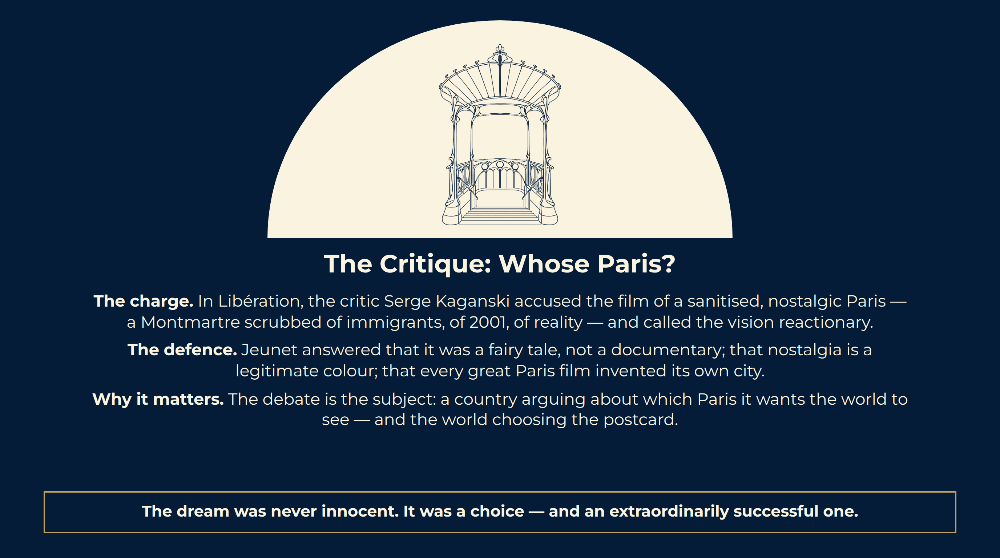 The Critique: Whose Paris?
The charge. In Libération, the critic Serge Kaganski accused the film of a sanitised, nostalgic Paris —
a Montmartre scrubbed of immigrants, of 2001, of reality — and called the vision reactionary.
The defence. Jeunet answered that it was a fairy tale, not a documentary; that nostalgia is a
legitimate colour; that every great Paris film invented its own city.
Why it matters. The debate is the subject: a country arguing about which Paris it wants the world to
see — and the world choosing the postcard.
The dream was never innocent. It was a choice — and an extraordinarily successful one.